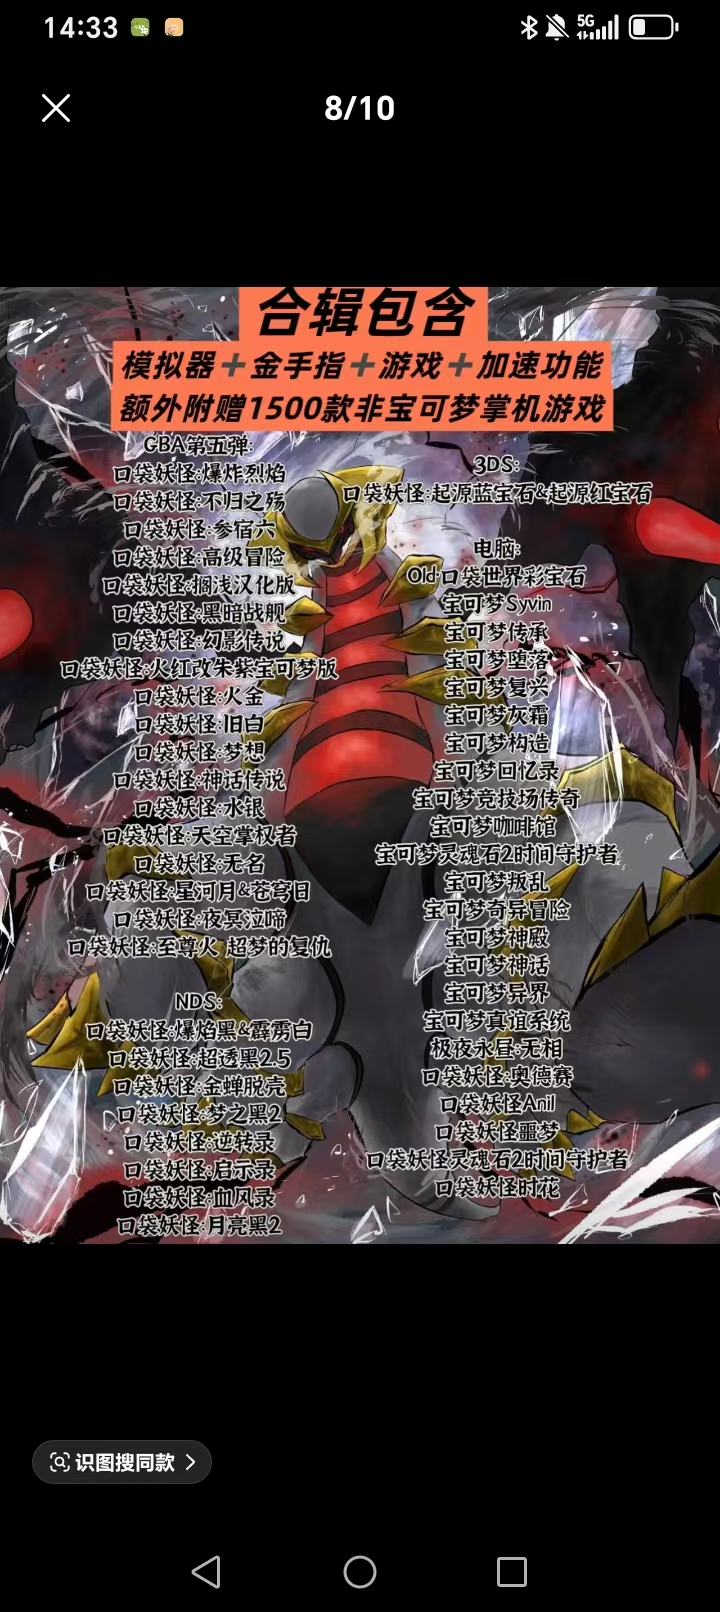 14:33
5G
8/10
合辑包含
模拟器+金手指+游戏+加速功能
额外附赠1500款非宝可梦掌机游戏
GBA第五弹:
口袋妖怪:爆炸烈焰
口袋妖怪:不归之殇
口袋妖怪:参宿六
口袋妖怪:高级冒险
口袋妖怪:搁浅汉化版
口袋妖怪:黑暗战舰
口袋妖怪:幻影传说
口袋妖怪:火红改朱紫宝可梦版
口袋妖怪:火金
口袋妖怪:旧白
口袋妖怪:梦想
口袋妖怪:神话传说
口袋妖怪:水银
口袋妖怪:天空掌权者
口袋妖怪:无名
口袋妖怪:星河月&苍穹日
口袋妖怪:夜冥泣啼
口袋妖怪:至尊火 超梦的复仇
NDS:
口袋妖怪:爆焰黑&霹雳白
口袋妖怪:超透黑2.5
口袋妖怪:金蝉脱壳
口袋妖怪:梦之黑2
口袋妖怪:逆转录
口袋妖怪:启示录
口袋妖怪:血风录
口袋妖怪:月亮黑2
3DS:
口袋妖怪:起源蓝宝石&起源红宝石
电脑:
Old口袋世界彩宝石
宝可梦Syvin
宝可梦传承
宝可梦堕落
宝可梦复兴
宝可梦灰霜
宝可梦构造
宝可梦回忆录
宝可梦竞技场传奇
宝可梦咖啡馆
宝可梦灵魂石2时间守护者
宝可梦叛乱
宝可梦奇异冒险
宝可梦神殿
宝可梦神话
宝可梦异界
宝可梦真谊系统
极夜永昼:无相
口袋妖怪:奥德赛
口袋妖怪Anil
口袋妖怪噩梦
口袋妖怪灵魂石2时间守护者
口袋妖怪时花
识图搜同款